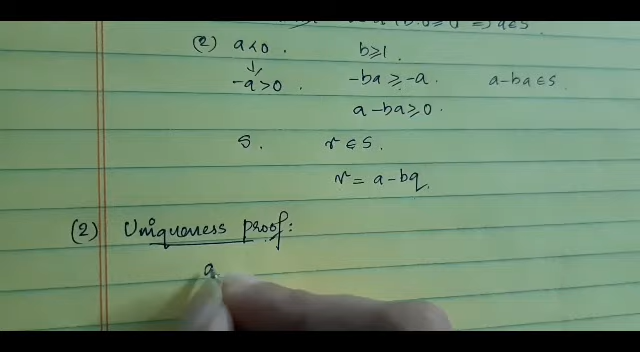 (2) a<0. b≥1.
↓
-a>0. -ba ≥ -a. a-ba ∈ S.
a-ba ≥ 0.
S. r ∈ S.
r = a-bq.
(2) Uniqueness proof:
a